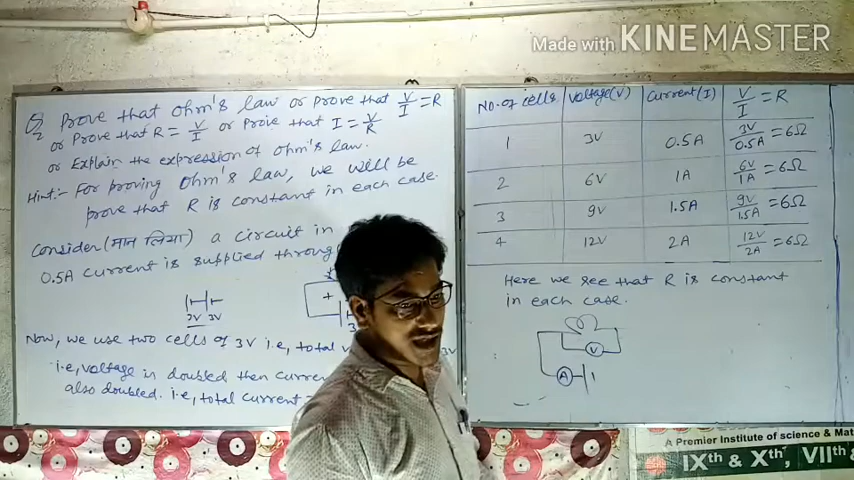 Made with KINEMASTER
Q2 Prove that ohm's law or prove that V/I = R
or Prove that R = V/I or Prove that I = V/R
or Explain the expression of ohm's law.
Hint:- For proving ohm's law, we will be
prove that R is constant in each case.
Consider (मान लिया) a circuit in
0.5A current is supplied through
3V
Now, we use two cells of 3V i.e, total
i.e, voltage in doubled then curre
also doubled. i.e, total current
No. of cells Voltage(V) Current(I) V/I = R
1 3V 0.5A 3V/0.5A = 6Ω
2 6V 1A 6V/1A = 6Ω
3 9V 1.5A 9V/1.5A = 6Ω
4 12V 2A 12V/2A = 6Ω
Here we see that R is constant
in each case.
V
A
A Premier Institute of science & Mat
IXth & Xth, VIIth &